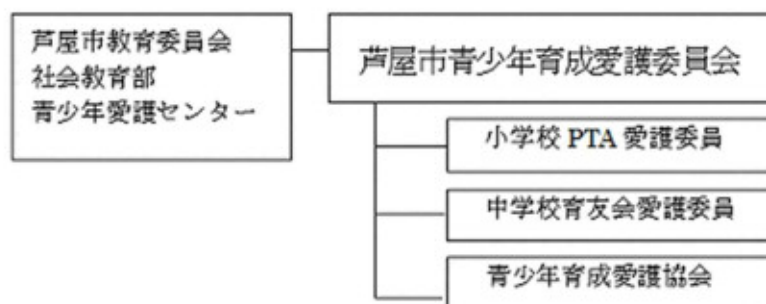 芦屋市教育委員会
社会教育部
青少年愛護センター
芦屋市青少年育成愛護委員会
小学校 PTA 愛護委員
中学校育友会愛護委員
青少年育成愛護協会